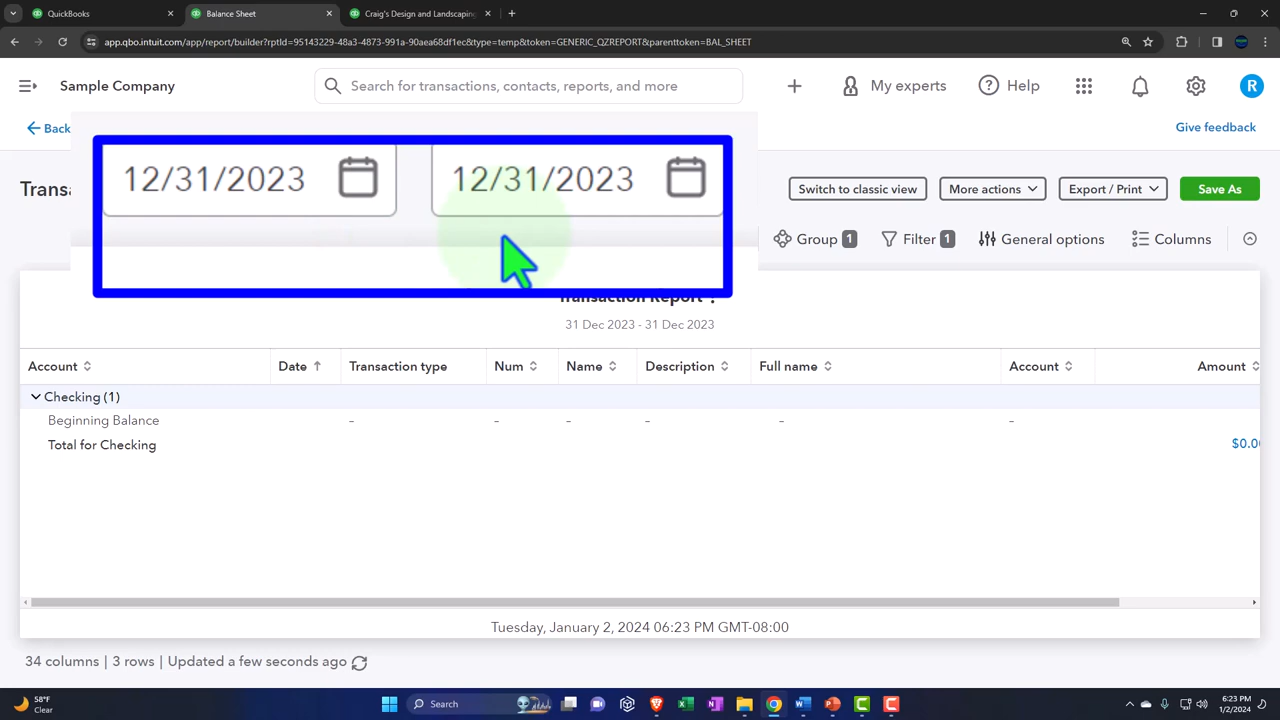 QuickBooks
Balance Sheet
Craig's Design and Landscaping
app.qbo.intuit.com/app/report/builder?rptId=95143229-48a3-4873-991a-90aea68df1ec&type=temp&token=GENERIC_QZREPORT&parenttoken=BAL_SHEET
Sample Company
Search for transactions, contacts, reports, and more
My experts
Help
R
Back
Give feedback
12/31/2023 12/31/2023
Switch to classic view
More actions
Export / Print
Save As
Group 1
Filter 1
General options
Columns
Transaction Report
31 Dec 2023 - 31 Dec 2023
Account Date Transaction type Num Name Description Full name Account Amount
Checking (1)
Beginning Balance - - - - - -
Total for Checking $0.0
Tuesday, January 2, 2024 06:23 PM GMT-08:00
34 columns | 3 rows | Updated a few seconds ago
58°F
Clear
Search
6:23 PM
1/2/2024